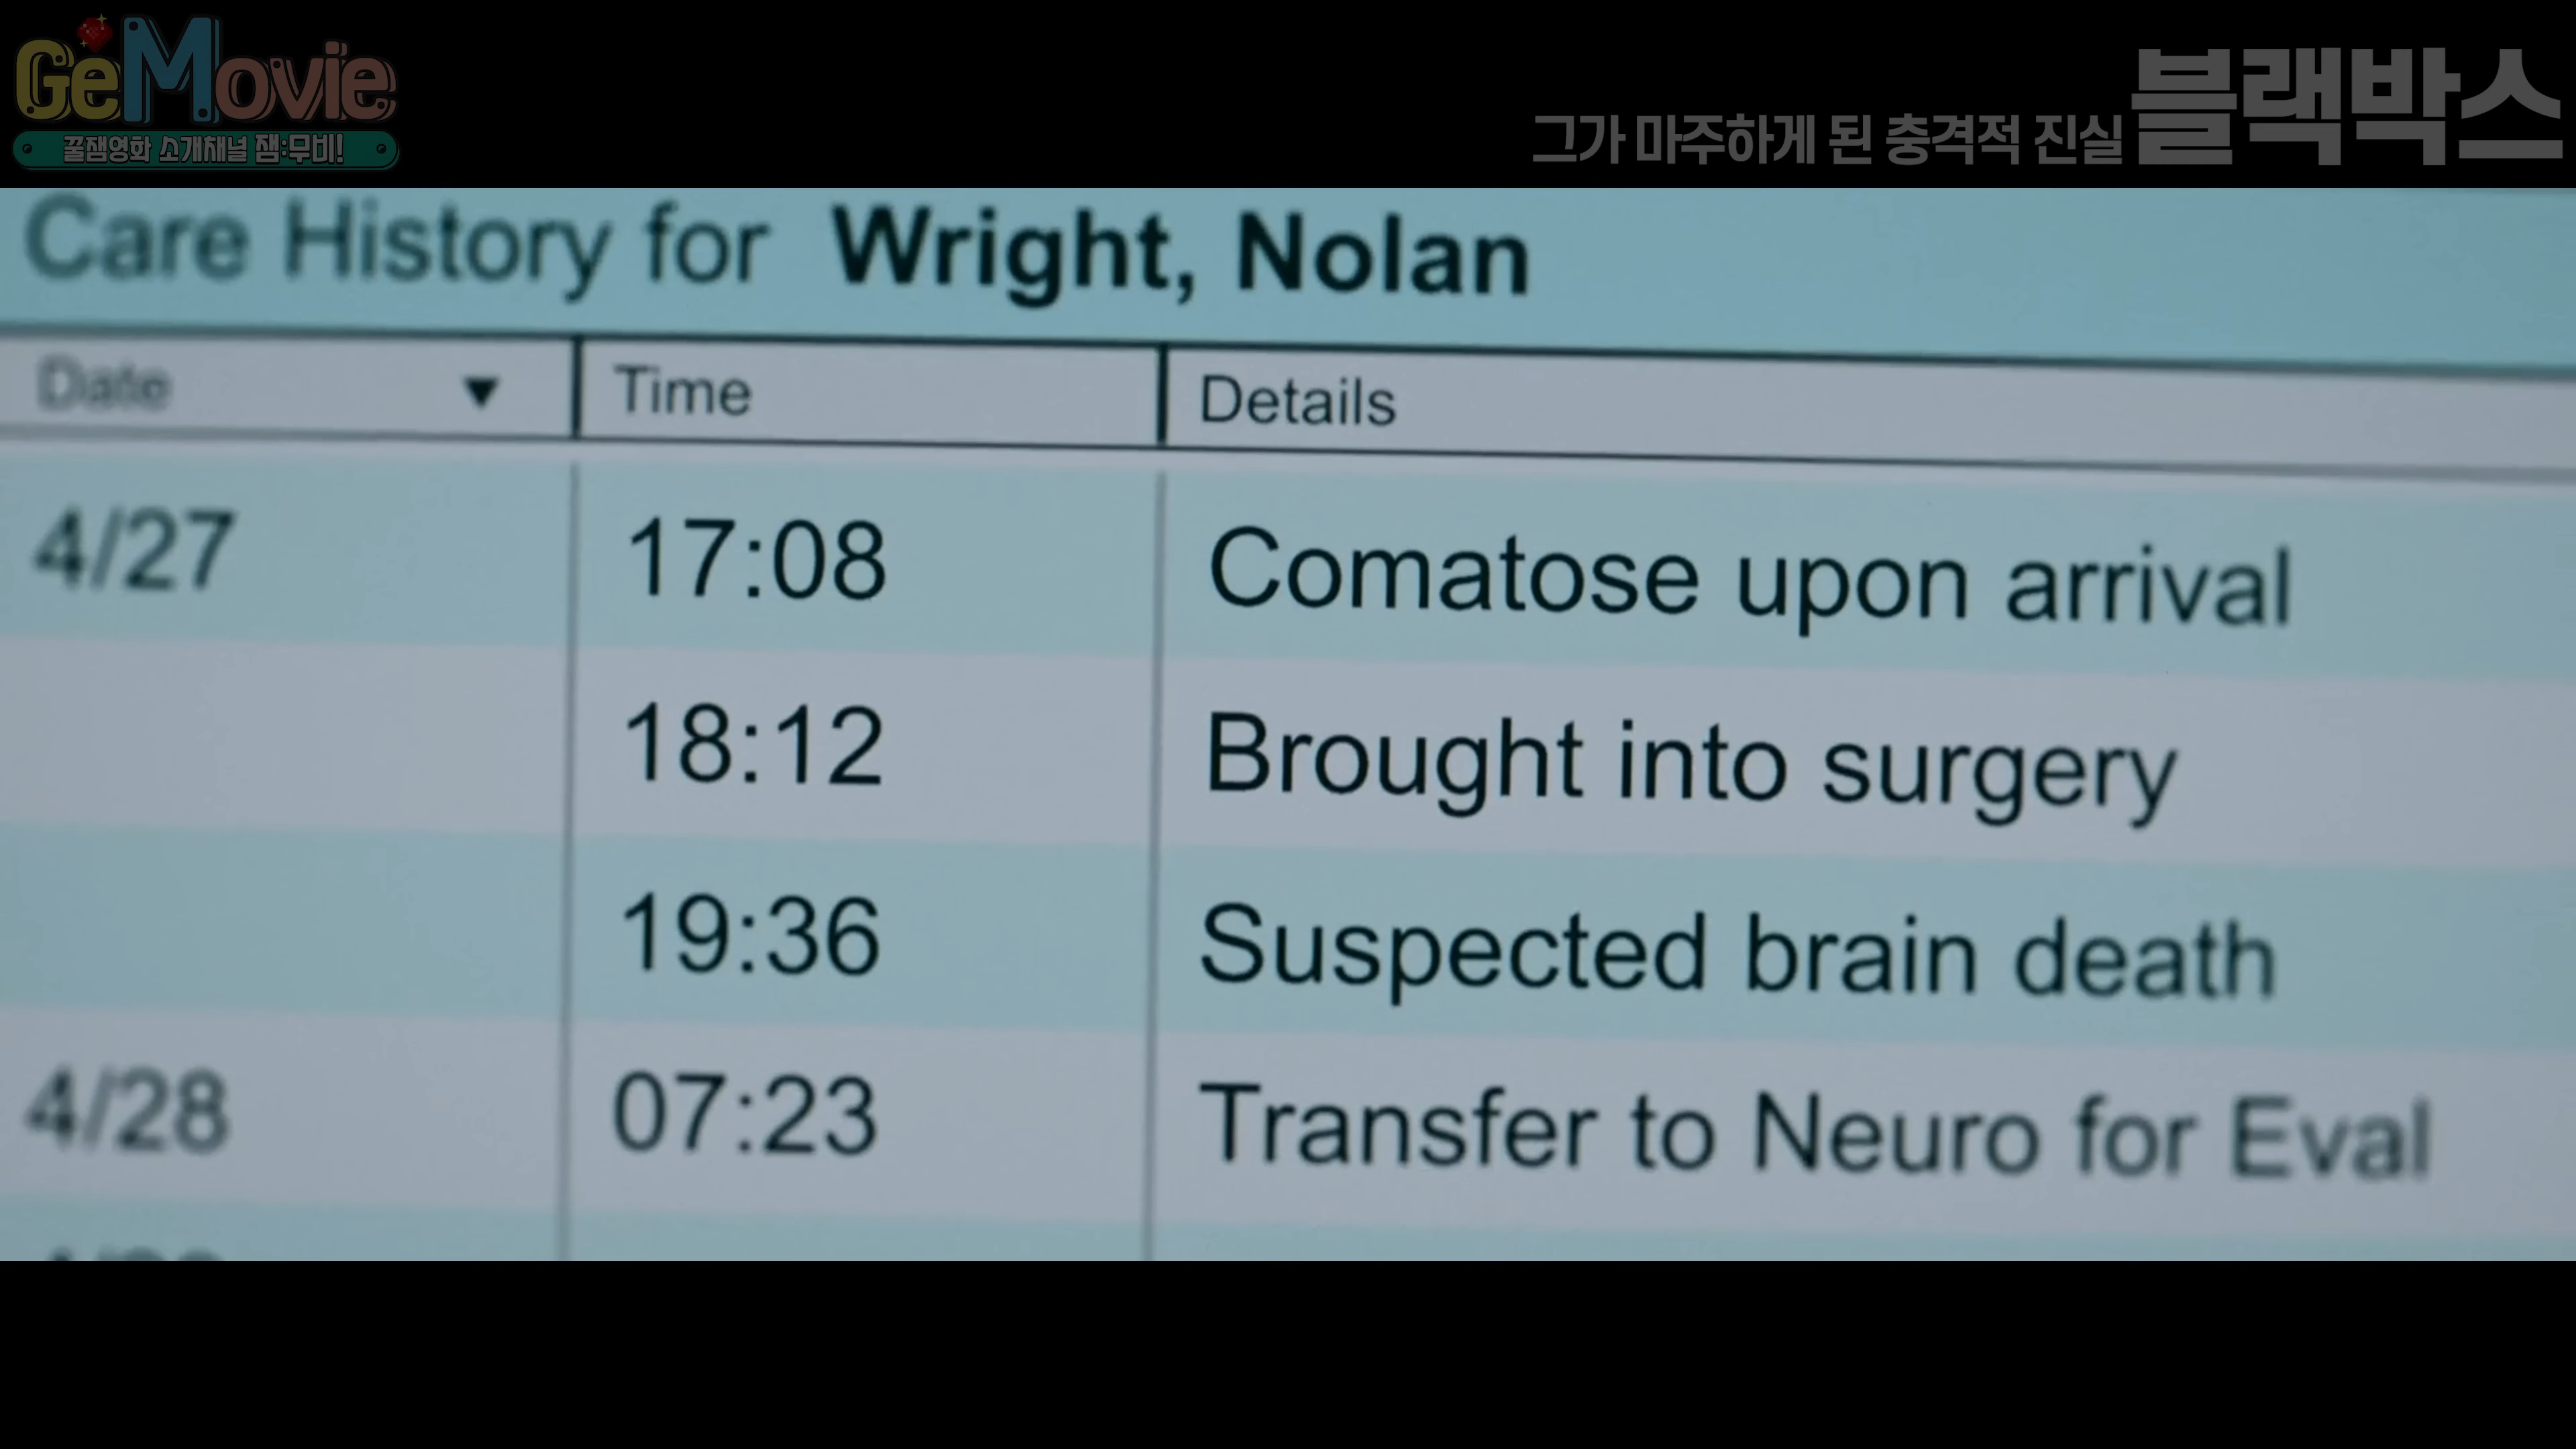 GeMovie
꿀잼영화 소개채널 잼:무비!
그가 마주하게 된 충격적 진실 블랙박스
Care History for Wright, Nolan
Date ▼ Time Details
4/27 17:08 Comatose upon arrival
18:12 Brought into surgery
19:36 Suspected brain death
4/28 07:23 Transfer to Neuro for Eval